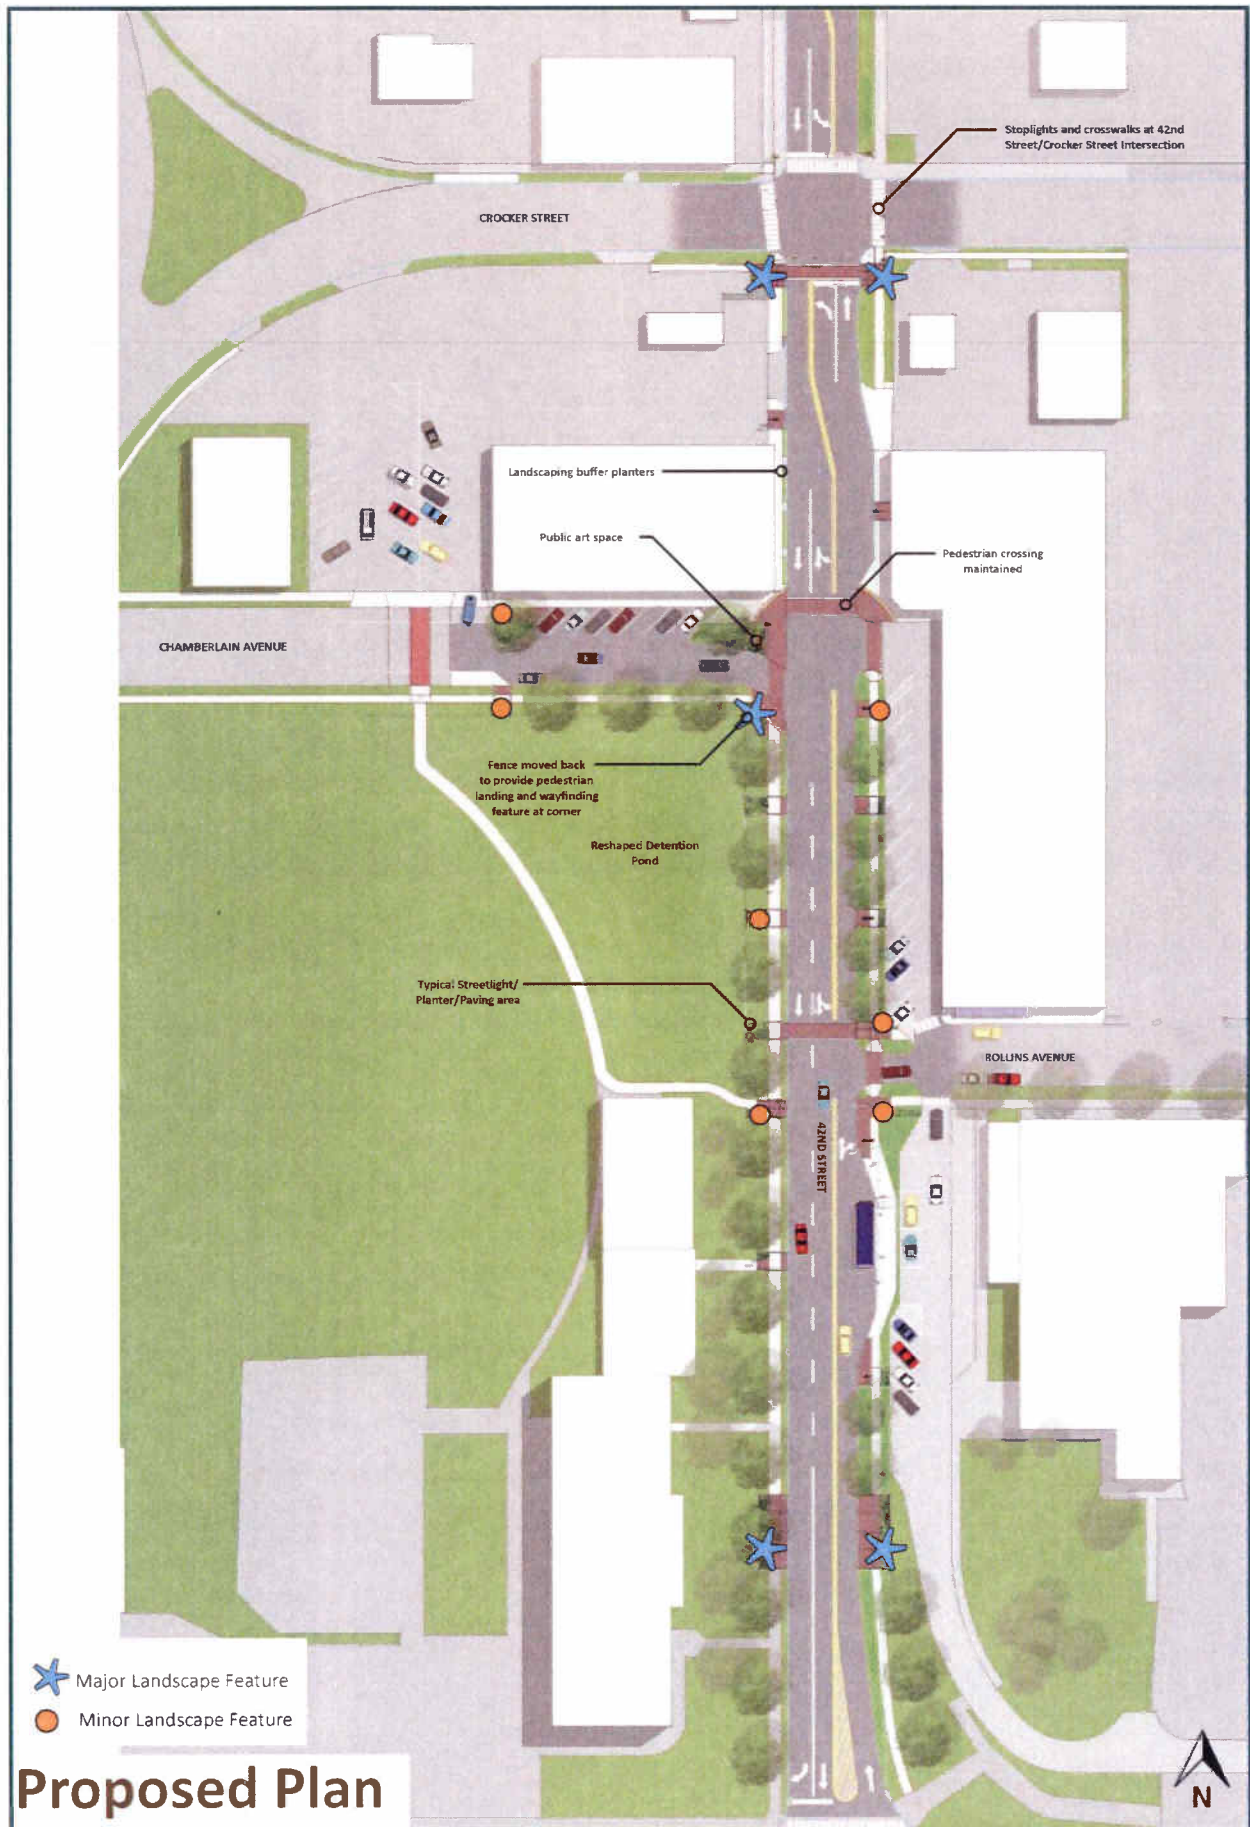 Stoplights and crosswalks at 42nd
Street/Crocker Street Intersection
CROCKER STREET
Landscaping buffer planters
Public art space
Pedestrian crossing
maintained
CHAMBERLAIN AVENUE
Fence moved back
to provide pedestrian
landing and wayfinding
feature at corner
Reshaped Detention
Pond
Typical Streetlight/
Planter/Paving area
ROLLINS AVENUE
42ND STREET
Major Landscape Feature
Minor Landscape Feature
Proposed Plan
N